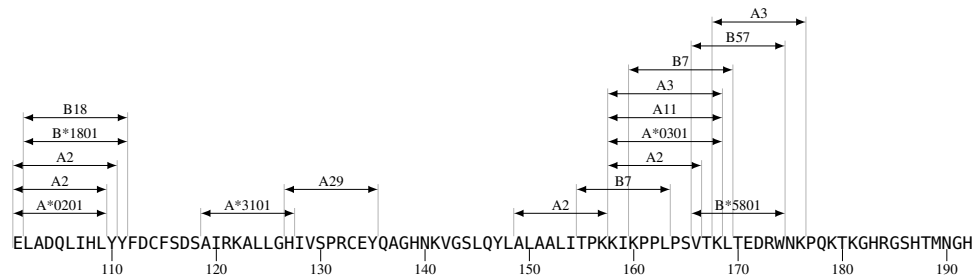 A3
B57
B7
A3
B18 A11
B*1801 A*0301
A2 A2
A2 A29 B7
A*0201 A*3101 A2 B*5801
ELADQLIHLYYFDCFSDSAIRKALLGHIVSPRCEYQAGHNKVGSLQYLALAALITPKKIKPPLPSVTKLTEDRWNKPQKTKGHRGSHTMNGH
110 120 130 140 150 160 170 180 190